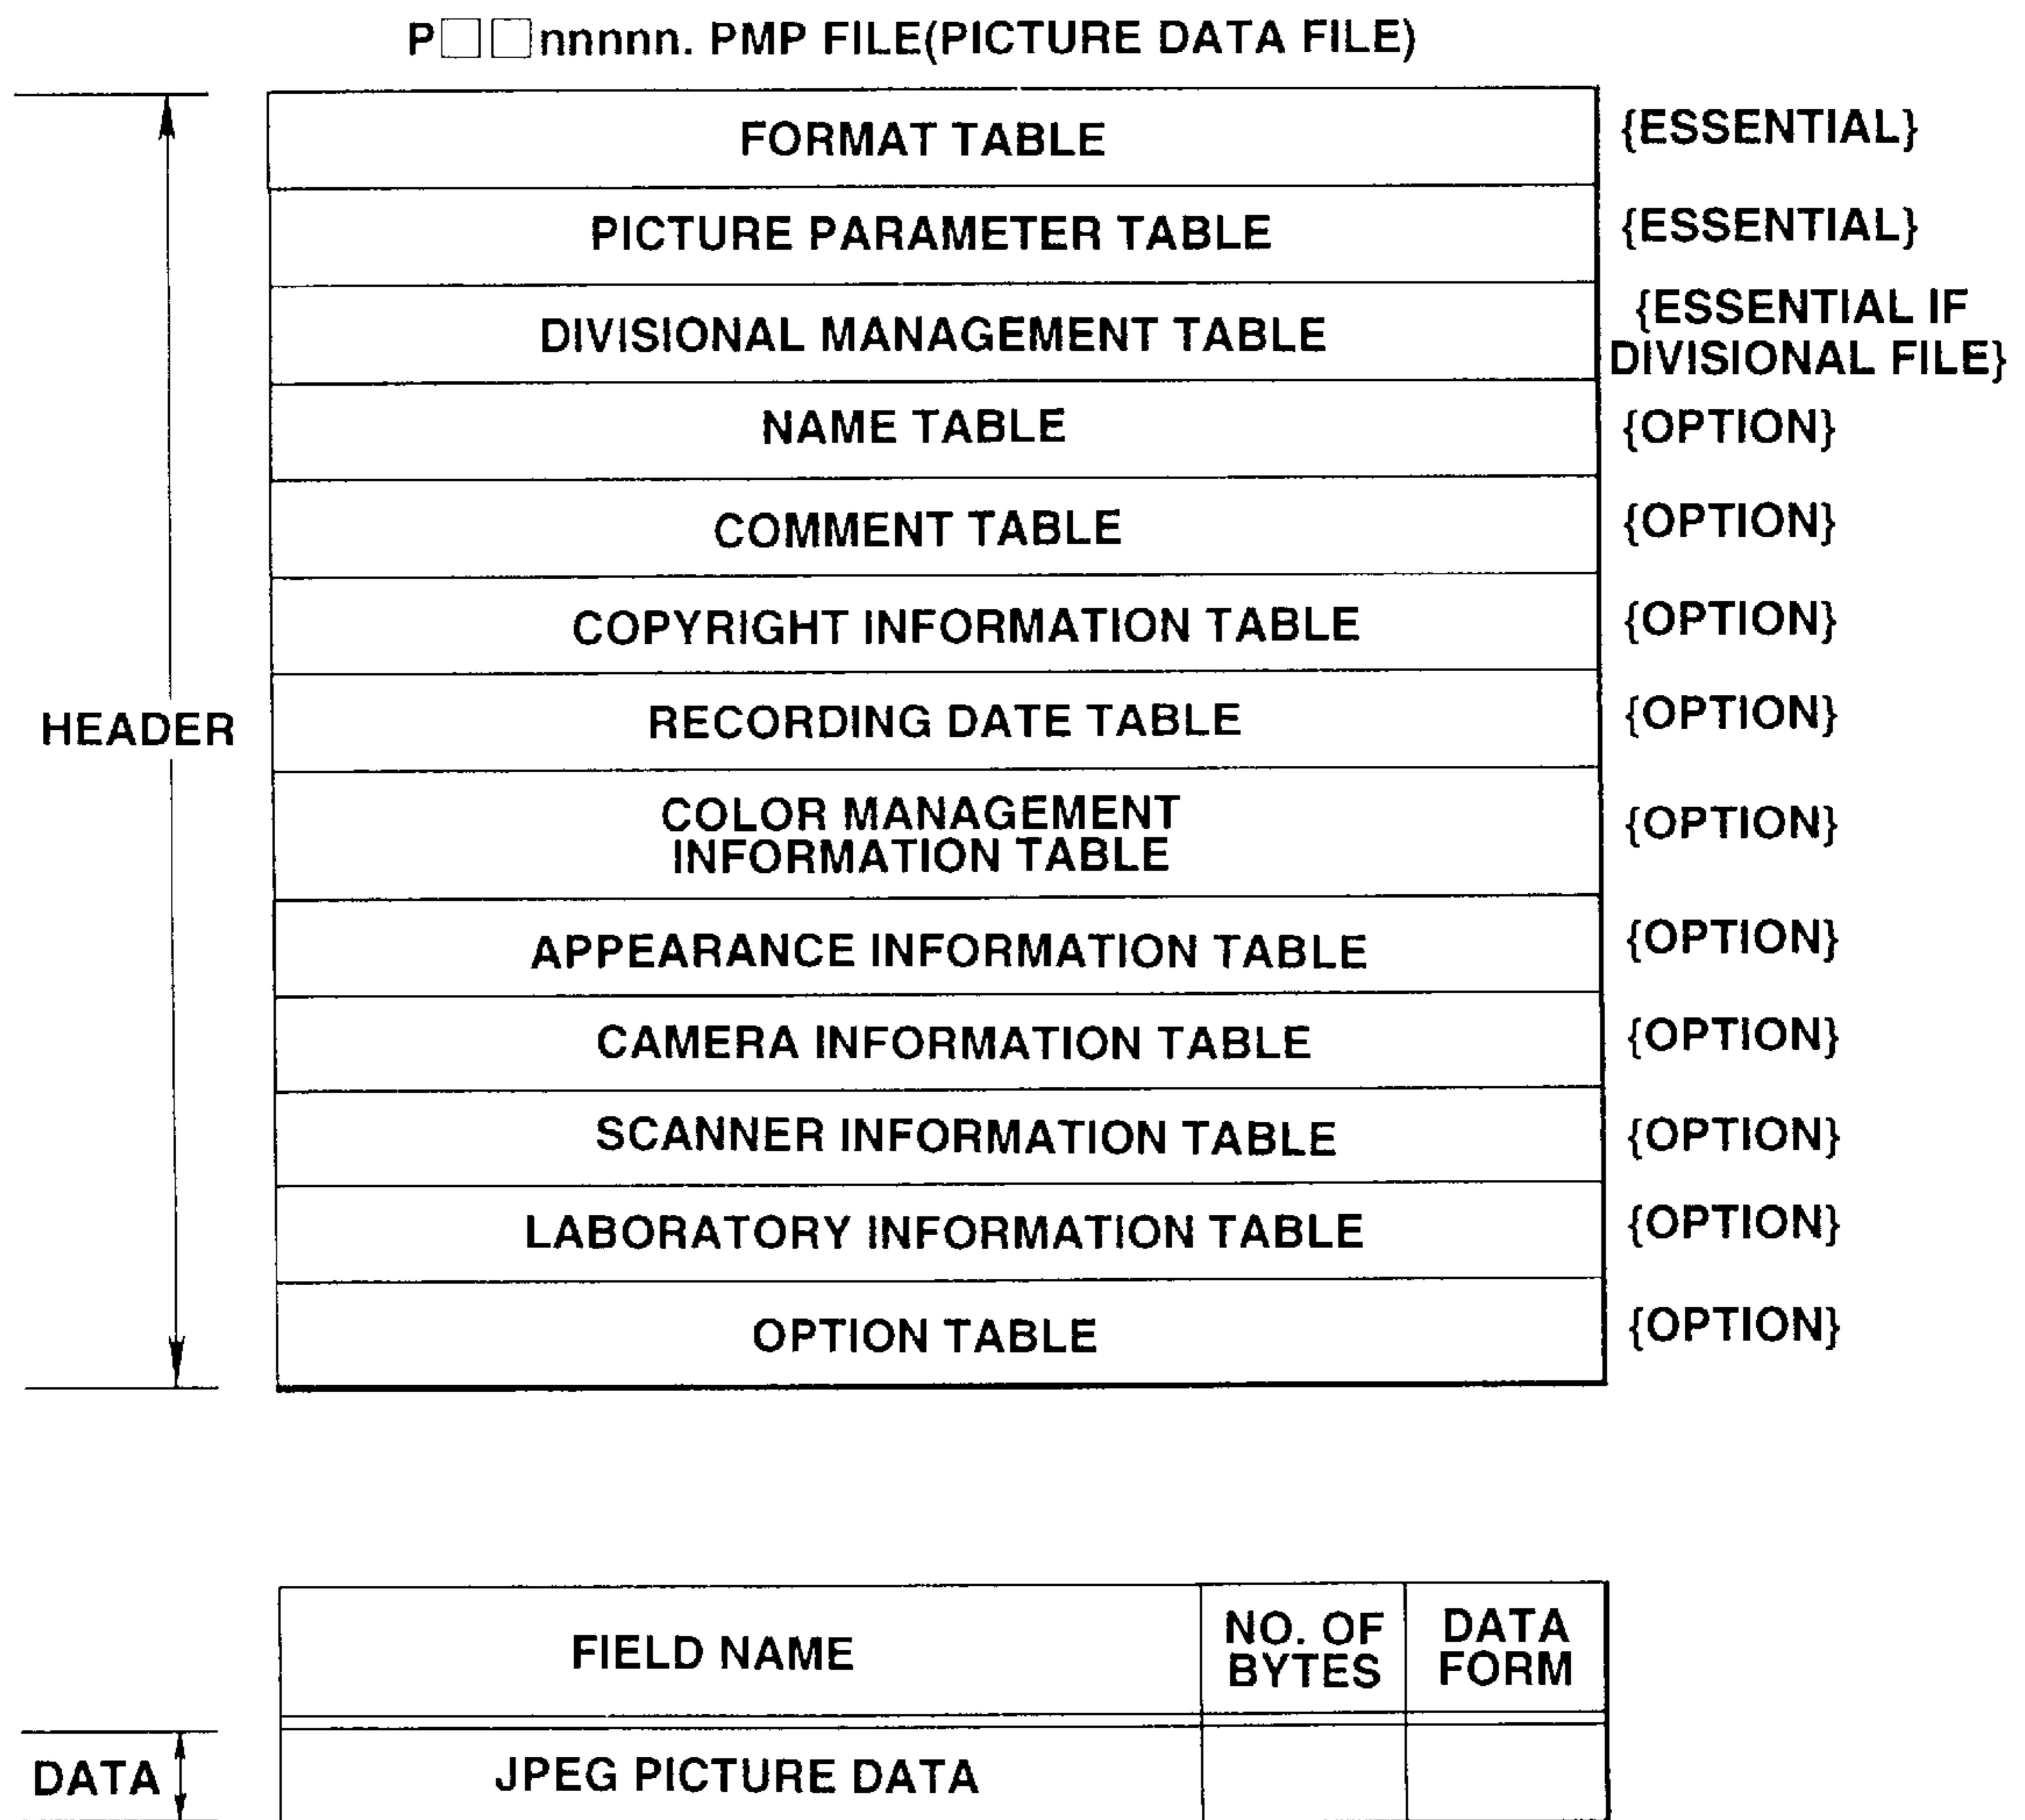 P□□nnnnn. PMP FILE(PICTURE DATA FILE)
FORMAT TABLE {ESSENTIAL}
PICTURE PARAMETER TABLE {ESSENTIAL}
DIVISIONAL MANAGEMENT TABLE {ESSENTIAL IF
DIVISIONAL FILE}
NAME TABLE {OPTION}
COMMENT TABLE {OPTION}
COPYRIGHT INFORMATION TABLE {OPTION}
HEADER
RECORDING DATE TABLE {OPTION}
COLOR MANAGEMENT
INFORMATION TABLE {OPTION}
APPEARANCE INFORMATION TABLE {OPTION}
CAMERA INFORMATION TABLE {OPTION}
SCANNER INFORMATION TABLE {OPTION}
LABORATORY INFORMATION TABLE {OPTION}
OPTION TABLE {OPTION}
FIELD NAME
NO. OF
BYTES
DATA
FORM
DATA
JPEG PICTURE DATA